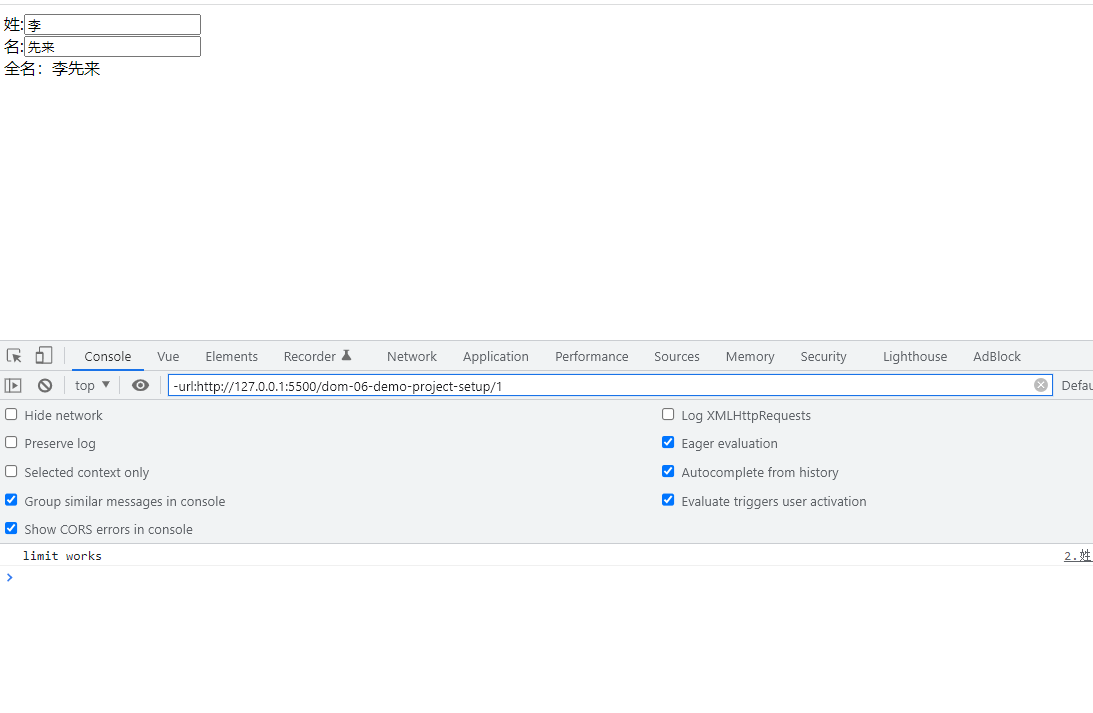 姓:李
名:先来
全名：李先来
Console Vue Elements Recorder Network Application Performance Sources Memory Security Lighthouse AdBlock
top ▼ -url:http://127.0.0.1:5500/dom-06-demo-project-setup/1 Defau
Hide network Log XMLHttpRequests
Preserve log Eager evaluation
Selected context only Autocomplete from history
Group similar messages in console Evaluate triggers user activation
Show CORS errors in console
limit works 2.姓